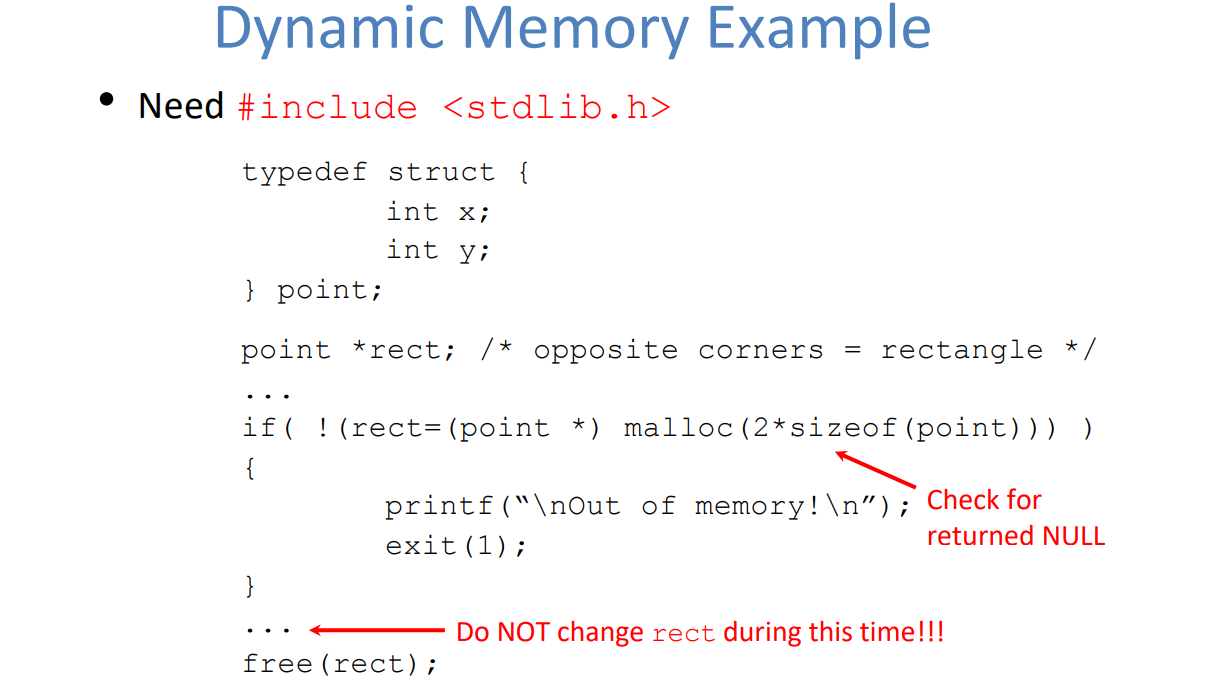 Dynamic Memory Example
• Need #include <stdlib.h>
typedef struct {
int x;
int y;
} point;
point *rect; /* opposite corners = rectangle */
...
if( !(rect=(point *) malloc(2*sizeof(point))) )
{
printf(“\nOut of memory!\n”);
Check for
returned NULL
exit(1);
}
... Do NOT change rect during this time!!!
free(rect);